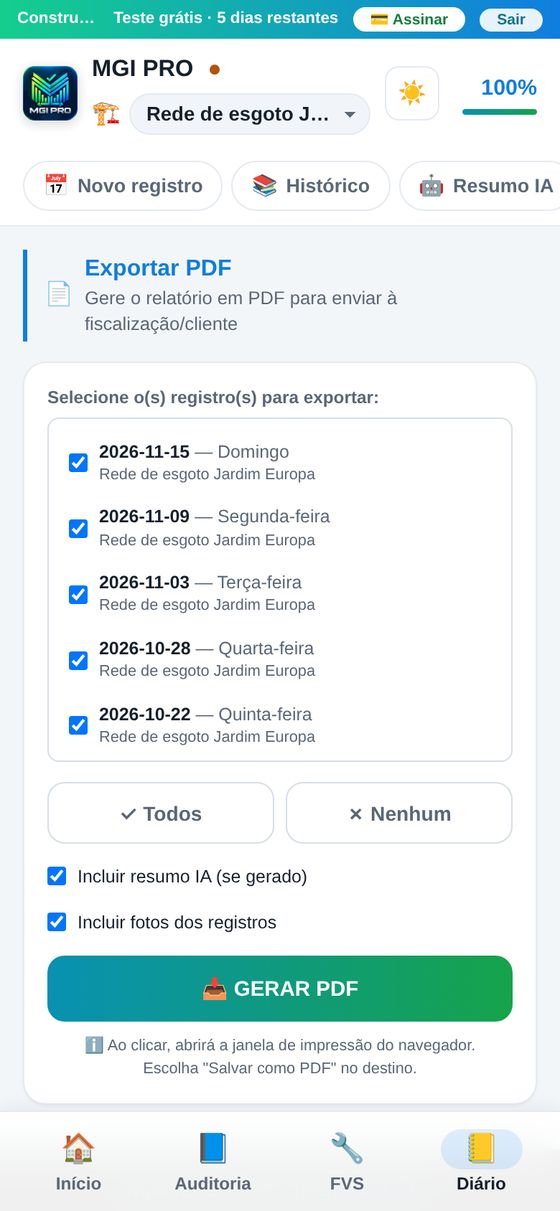 Constru... Teste grátis · 5 dias restantes 💳 Assinar Sair
MGI PRO
MGI PRO
🏗️ Rede de esgoto J...
☀️ 100%
📅 Novo registro 📚 Histórico 🤖 Resumo IA
📄 Exportar PDF
Gere o relatório em PDF para enviar à
fiscalização/cliente
Selecione o(s) registro(s) para exportar:
2026-11-15 — Domingo
Rede de esgoto Jardim Europa
2026-11-09 — Segunda-feira
Rede de esgoto Jardim Europa
2026-11-03 — Terça-feira
Rede de esgoto Jardim Europa
2026-10-28 — Quarta-feira
Rede de esgoto Jardim Europa
2026-10-22 — Quinta-feira
Rede de esgoto Jardim Europa
✓ Todos × Nenhum
Incluir resumo IA (se gerado)
Incluir fotos dos registros
📥 GERAR PDF
ℹ️ Ao clicar, abrirá a janela de impressão do navegador.
Escolha "Salvar como PDF" no destino.
Início Auditoria FVS Diário